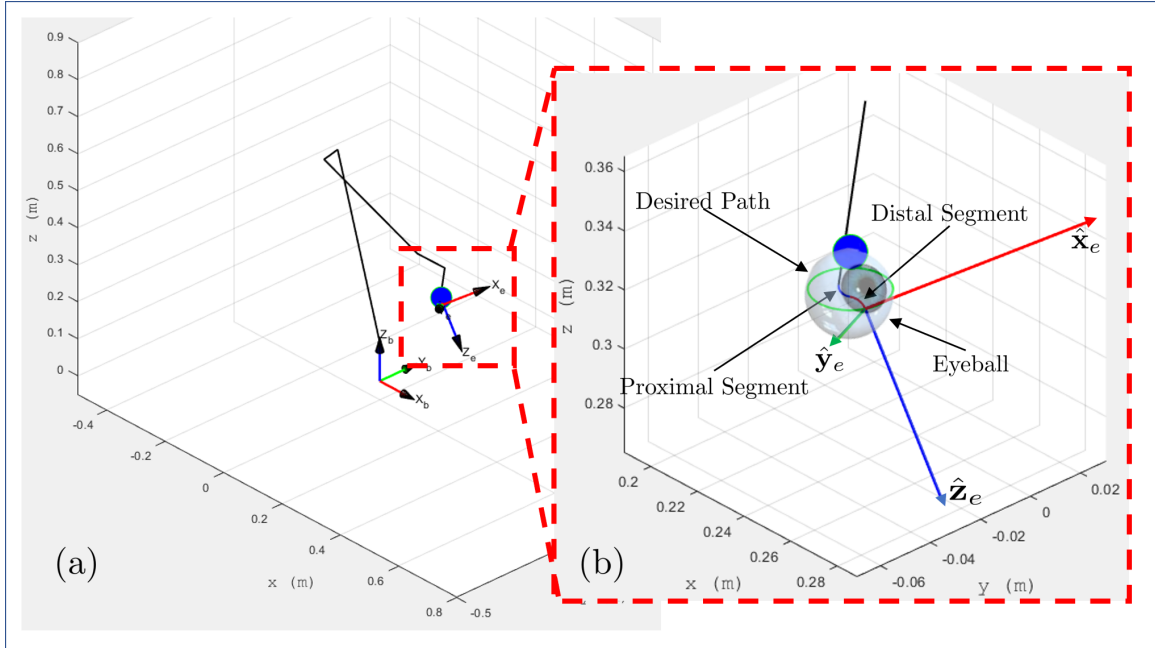 0.9
0.8
0.7
0.6
0.5
0.4
0.3
0.2
0.1
0
z (m)
-0.4
-0.2
0
0.2
0.4
0.6
0.8
x (m)
-0.5
Z_b
Y_b
X_b
X_e
Z_e
(a)
0.36
0.34
0.32
0.3
0.28
z (m)
Desired Path
Distal Segment
x̂_e
ŷ_e
Eyeball
Proximal Segment
ẑ_e
0.2
0.22
0.24
0.26
0.28
x (m)
-0.06
-0.04
-0.02
0
0.02
y (m)
(b)